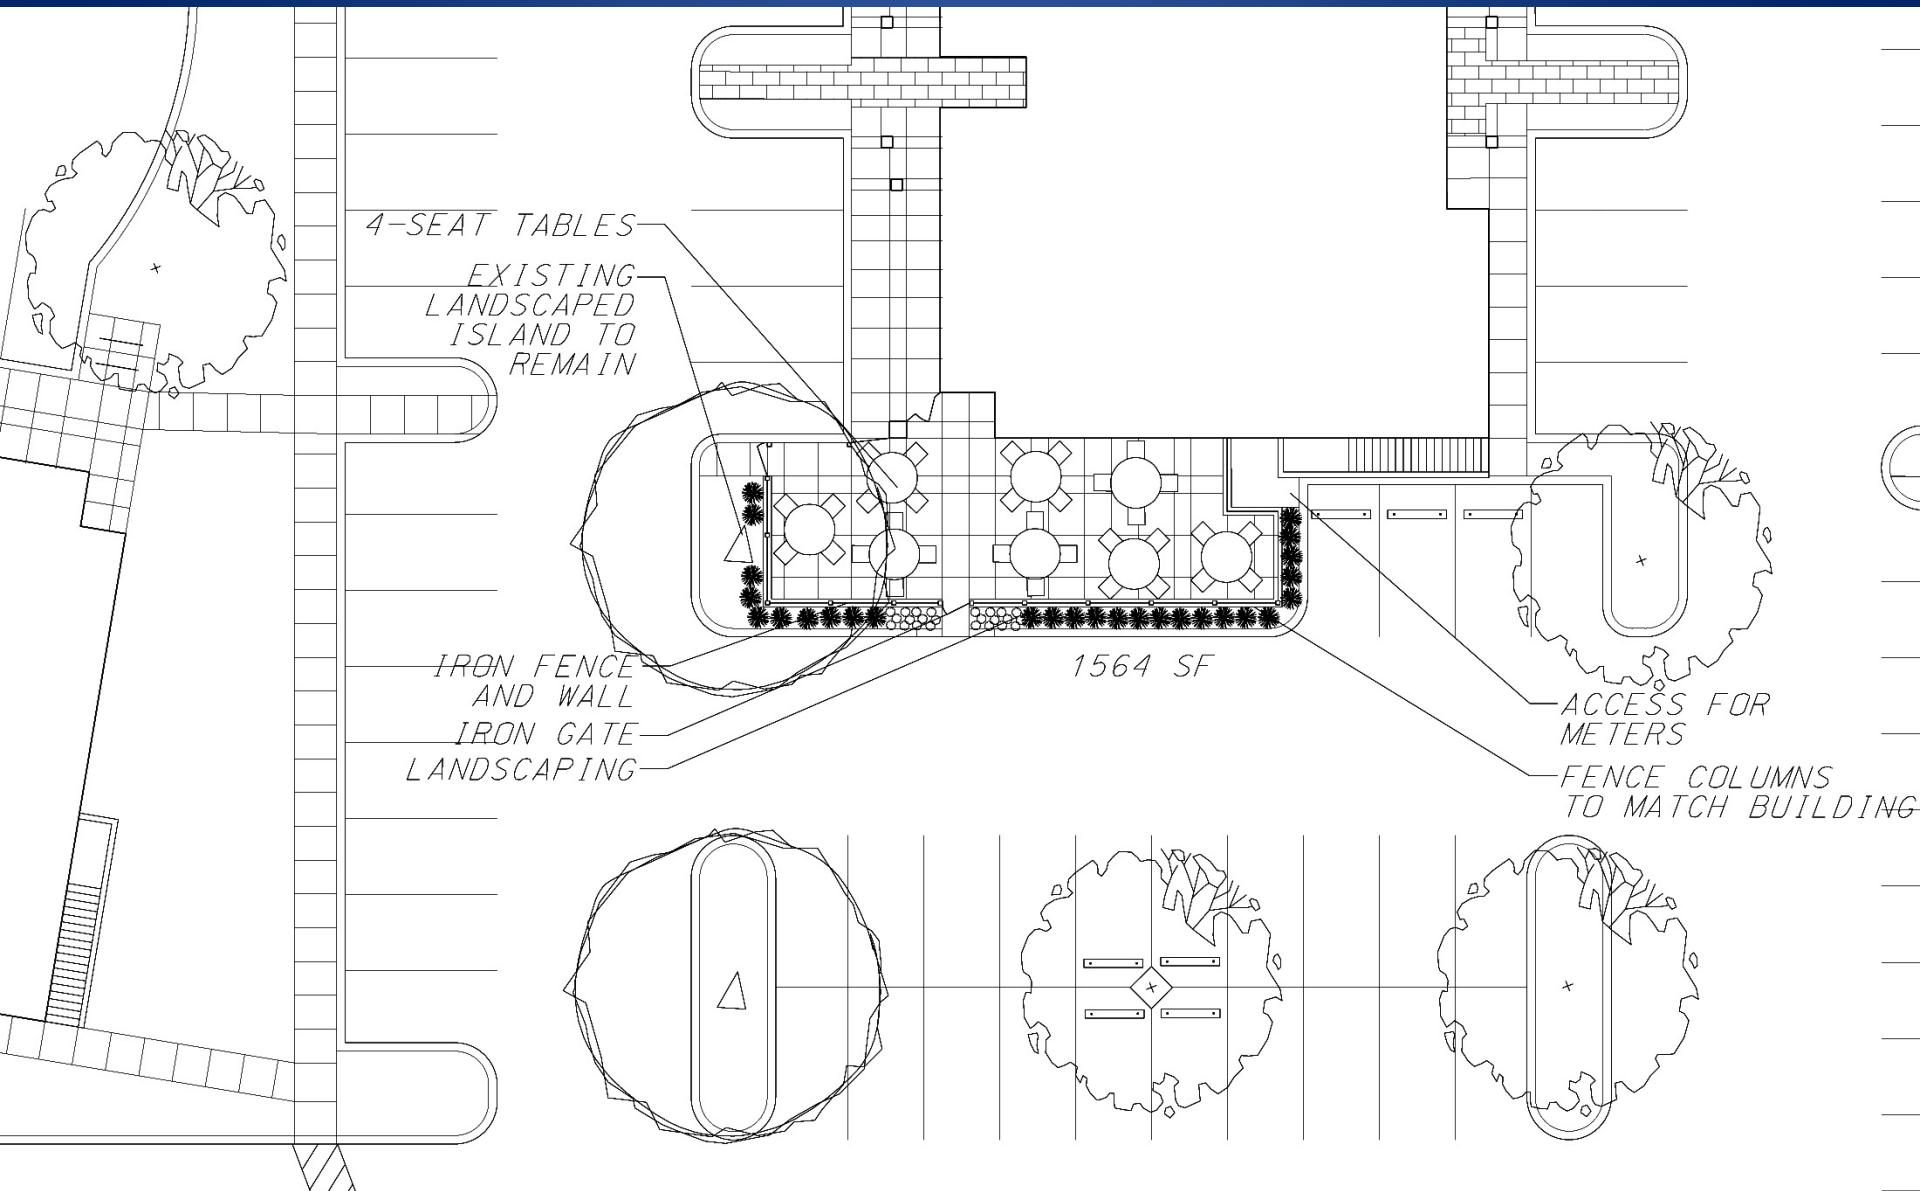 4-SEAT TABLES
EXISTING
LANDSCAPED
ISLAND TO
REMAIN
IRON FENCE
AND WALL
IRON GATE
LANDSCAPING
1564 SF
ACCESS FOR
METERS
FENCE COLUMNS
TO MATCH BUILDING